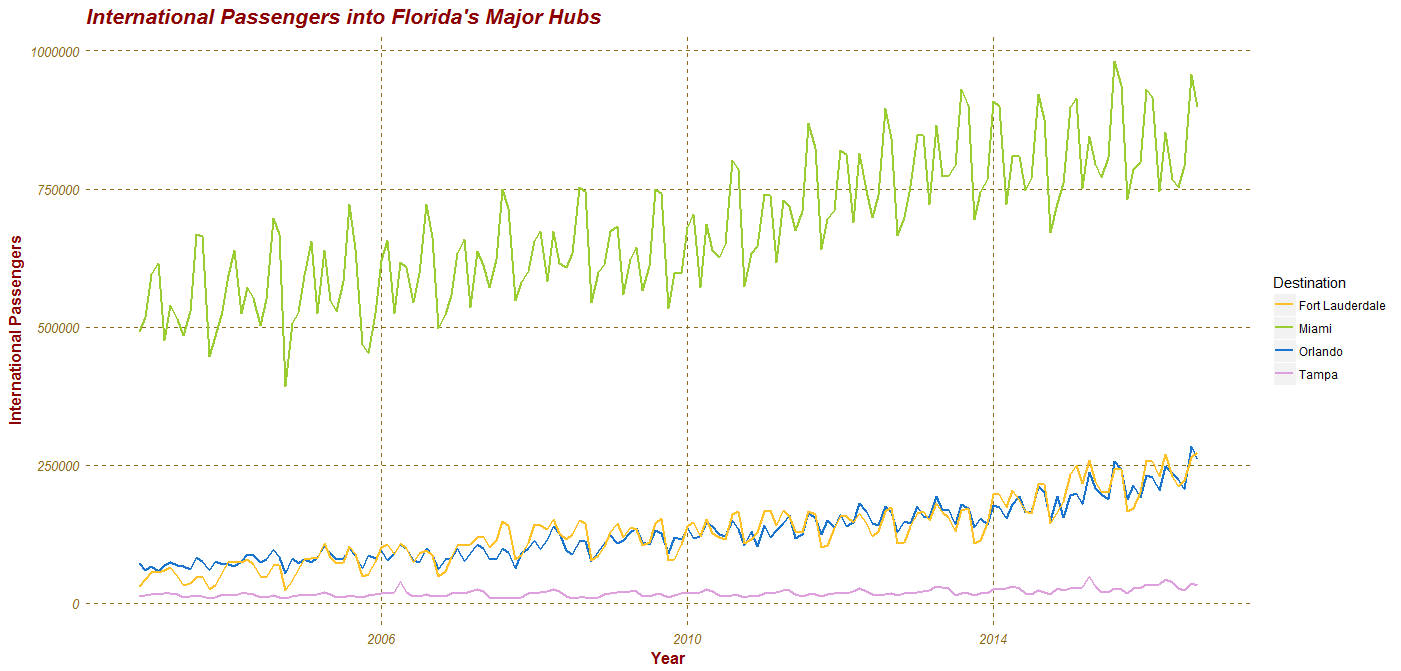 International Passengers into Florida's Major Hubs
1000000
750000
500000
250000
0
International Passengers
2006 2010 2014
Year
Destination
Fort Lauderdale
Miami
Orlando
Tampa